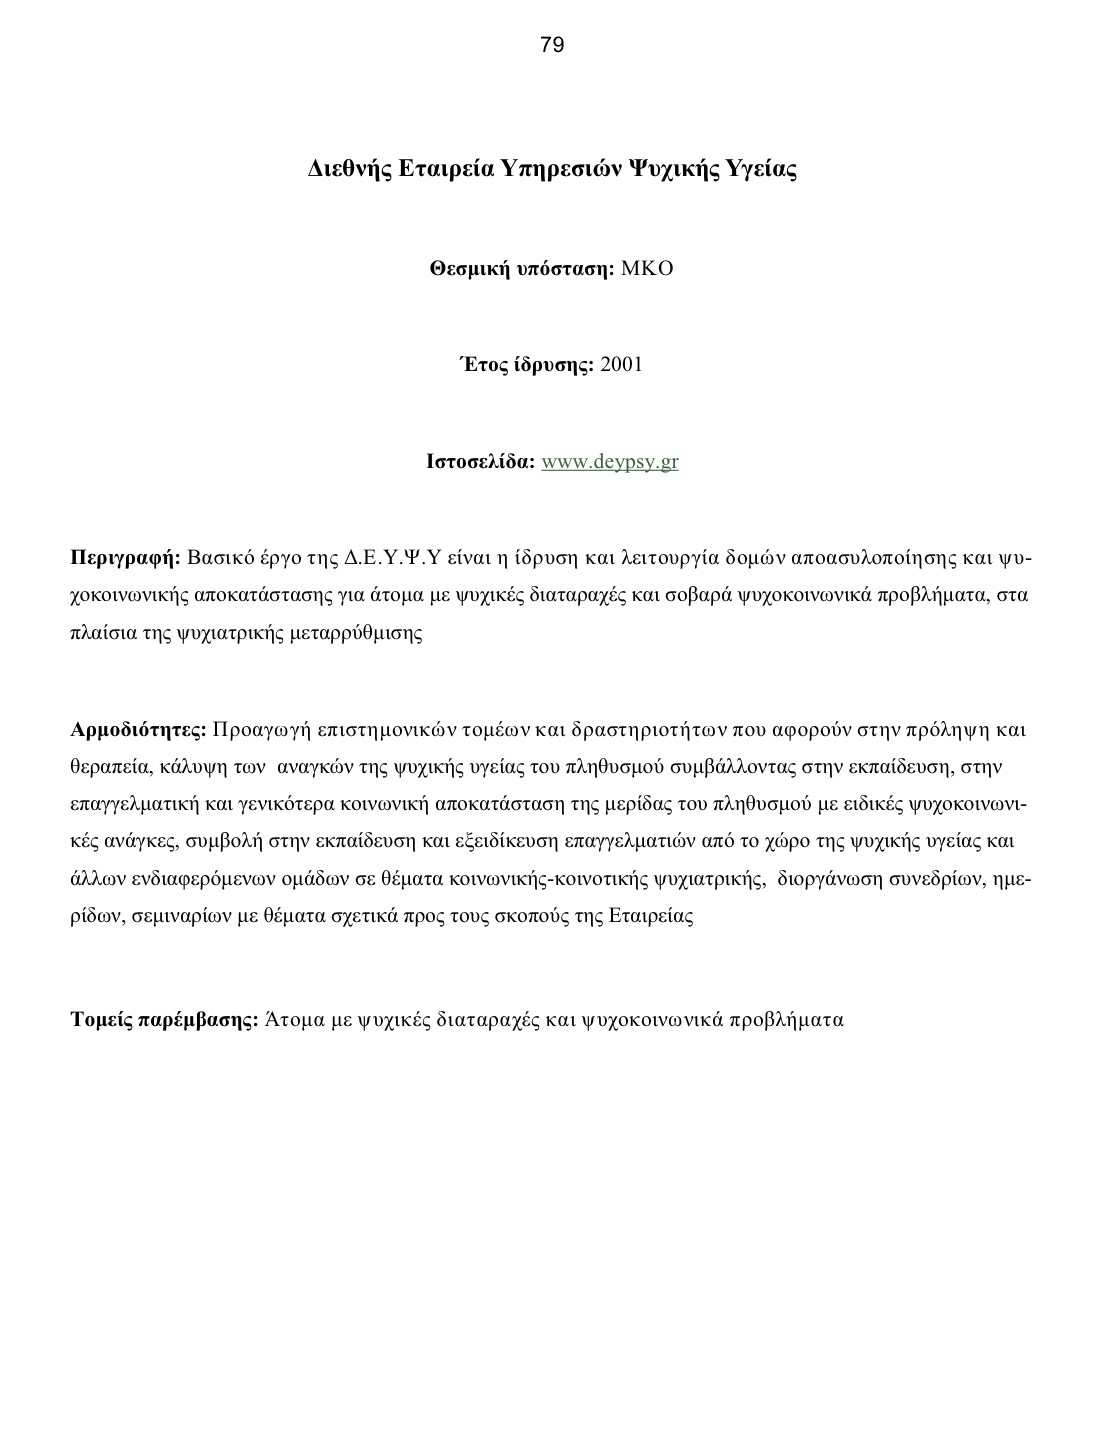 79
Διεθνής Εταιρεία Υπηρεσιών Ψυχικής Υγείας
Θεσμική υπόσταση: ΜΚΟ
Έτος ίδρυσης: 2001
Ιστοσελίδα: www.deypsy.gr
Περιγραφή: Βασικό έργο της Δ.Ε.Υ.Ψ.Υ είναι η ίδρυση και λειτουργία δομών αποασυλοποίησης και ψυ-
χοκοινωνικής αποκατάστασης για άτομα με ψυχικές διαταραχές και σοβαρά ψυχοκοινωνικά προβλήματα, στα
πλαίσια της ψυχιατρικής μεταρρύθμισης
Αρμοδιότητες: Προαγωγή επιστημονικών τομέων και δραστηριοτήτων που αφορούν στην πρόληψη και
θεραπεία, κάλυψη των  αναγκών της ψυχικής υγείας του πληθυσμού συμβάλλοντας στην εκπαίδευση, στην
επαγγελματική και γενικότερα κοινωνική αποκατάσταση της μερίδας του πληθυσμού με ειδικές ψυχοκοινωνι-
κές ανάγκες, συμβολή στην εκπαίδευση και εξειδίκευση επαγγελματιών από το χώρο της ψυχικής υγείας και
άλλων ενδιαφερόμενων ομάδων σε θέματα κοινωνικής-κοινοτικής ψυχιατρικής,  διοργάνωση συνεδρίων, ημε-
ρίδων, σεμιναρίων με θέματα σχετικά προς τους σκοπούς της Εταιρείας
Τομείς παρέμβασης: Άτομα με ψυχικές διαταραχές και ψυχοκοινωνικά προβλήματα